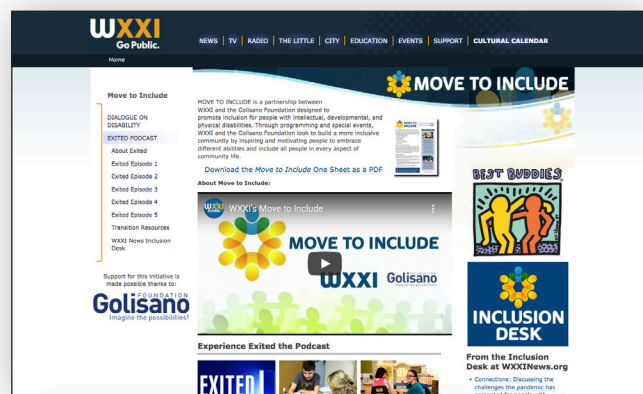 WXXI
Go Public.
NEWS | TV | RADIO | THE LITTLE | CITY | EDUCATION | EVENTS | SUPPORT | CULTURAL CALENDAR
Home
MOVE TO INCLUDE
Move to Include
DIALOGUE ON
DISABILITY
EXITED PODCAST
About Exited
Exited Episode 1
Exited Episode 2
Exited Episode 3
Exited Episode 4
Exited Episode 5
Transition Resources
WXXI News Inclusion
Desk
Support for this initiative is
made possible thanks to:
FOUNDATION
Golisano
Imagine the possibilities!
MOVE TO INCLUDE is a partnership between
WXXI and the Golisano Foundation designed to
promote inclusion for people with intellectual, developmental, and
physical disabilities. Through programming and special events,
WXXI and the Golisano Foundation look to build a more inclusive
community by inspiring and motivating people to embrace
different abilities and include all people in every aspect of
community life.
Download the Move to Include One Sheet as a PDF
About Move to Include:
WXXI
WXXI's Move to Include
MOVE TO INCLUDE
WXXI
Golisano
Experience Exited the Podcast
EXITED
BEST BUDDIES
INCLUSION
DESK
From the Inclusion
Desk at WXXINews.org
• Connections: Discussing the
challenges the pandemic has